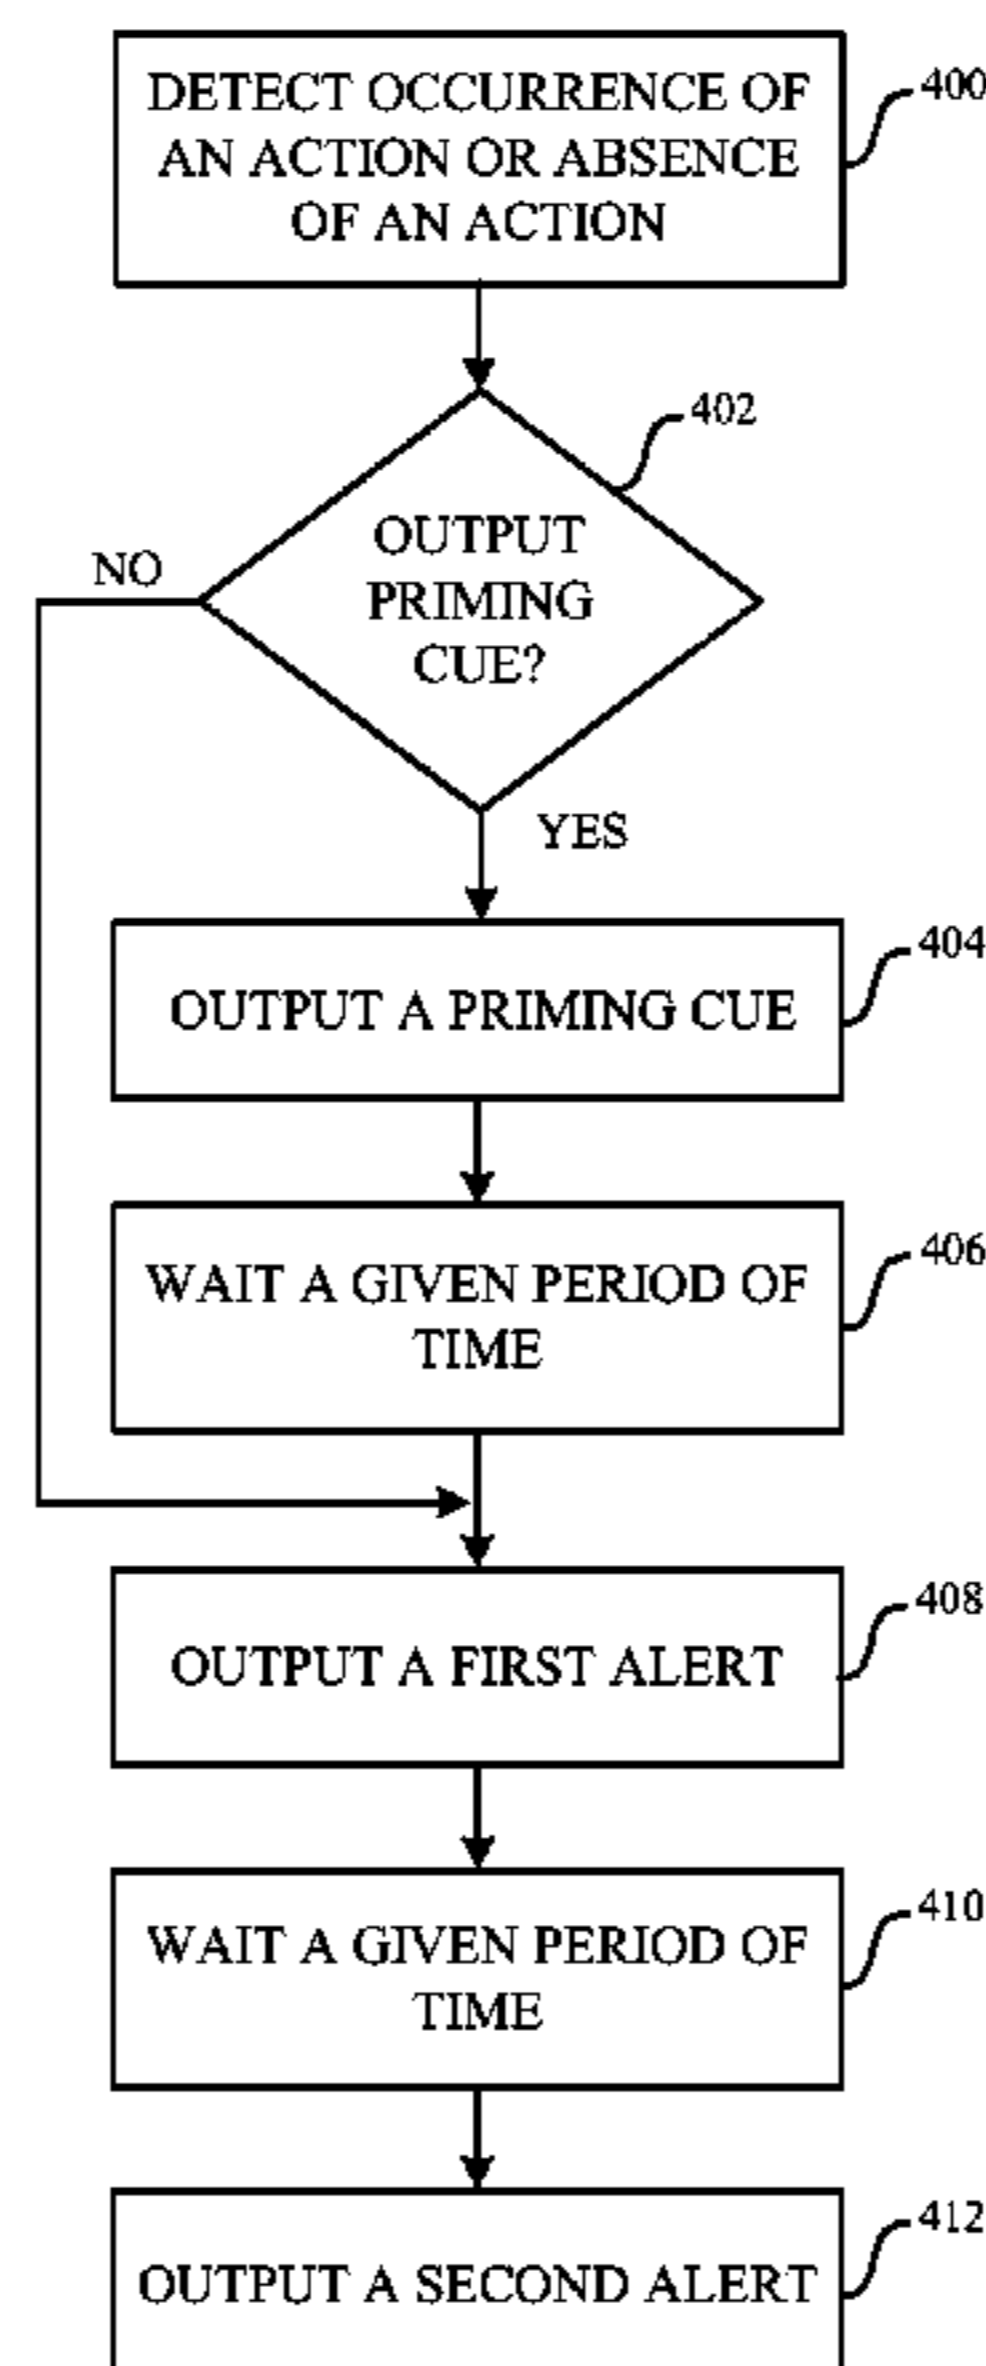 DETECT OCCURRENCE OF
AN ACTION OR ABSENCE
OF AN ACTION
400
402
OUTPUT
PRIMING
CUE?
NO
YES
404
OUTPUT A PRIMING CUE
406
WAIT A GIVEN PERIOD OF
TIME
408
OUTPUT A FIRST ALERT
410
WAIT A GIVEN PERIOD OF
TIME
412
OUTPUT A SECOND ALERT